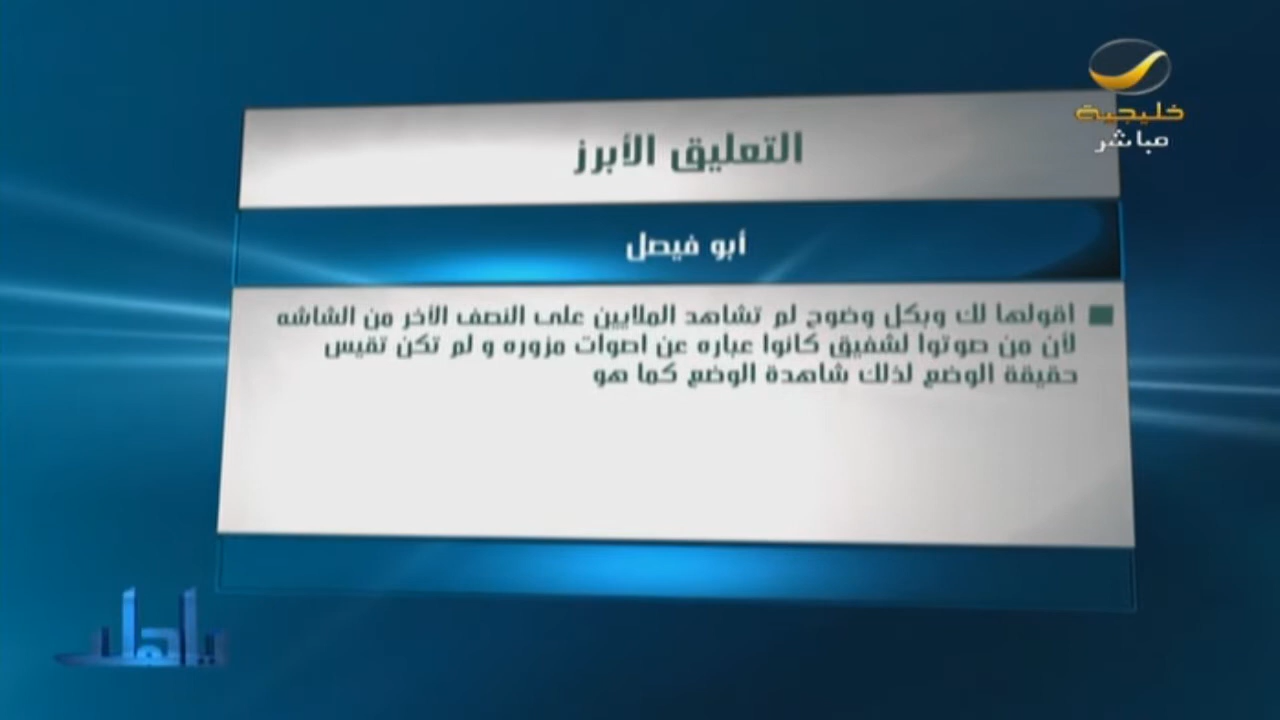 خليجية
مباشر
التعليق الأبرز
أبو فيصل
اقولها لك وبكل وضوح لم تشاهد الملايين على النصف الأخر من الشاشه
لأن من صوتوا لشفيق كانوا عباره عن اصوات مزوره و لم تكن تقيس
حقيقة الوضع لذلك شاهدة الوضع كما هو
ياهلا